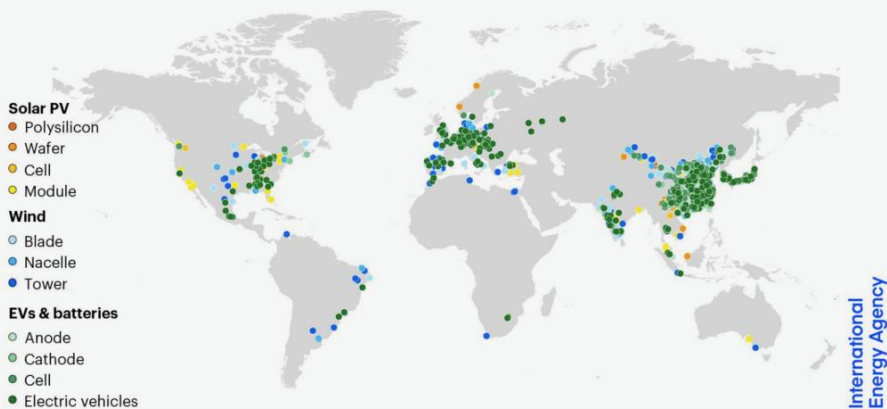 Solar PV
Polysilicon
Wafer
Cell
Module
Wind
Blade
Nacelle
Tower
EVs & batteries
Anode
Cathode
Cell
Electric vehicles
International
Energy Agency